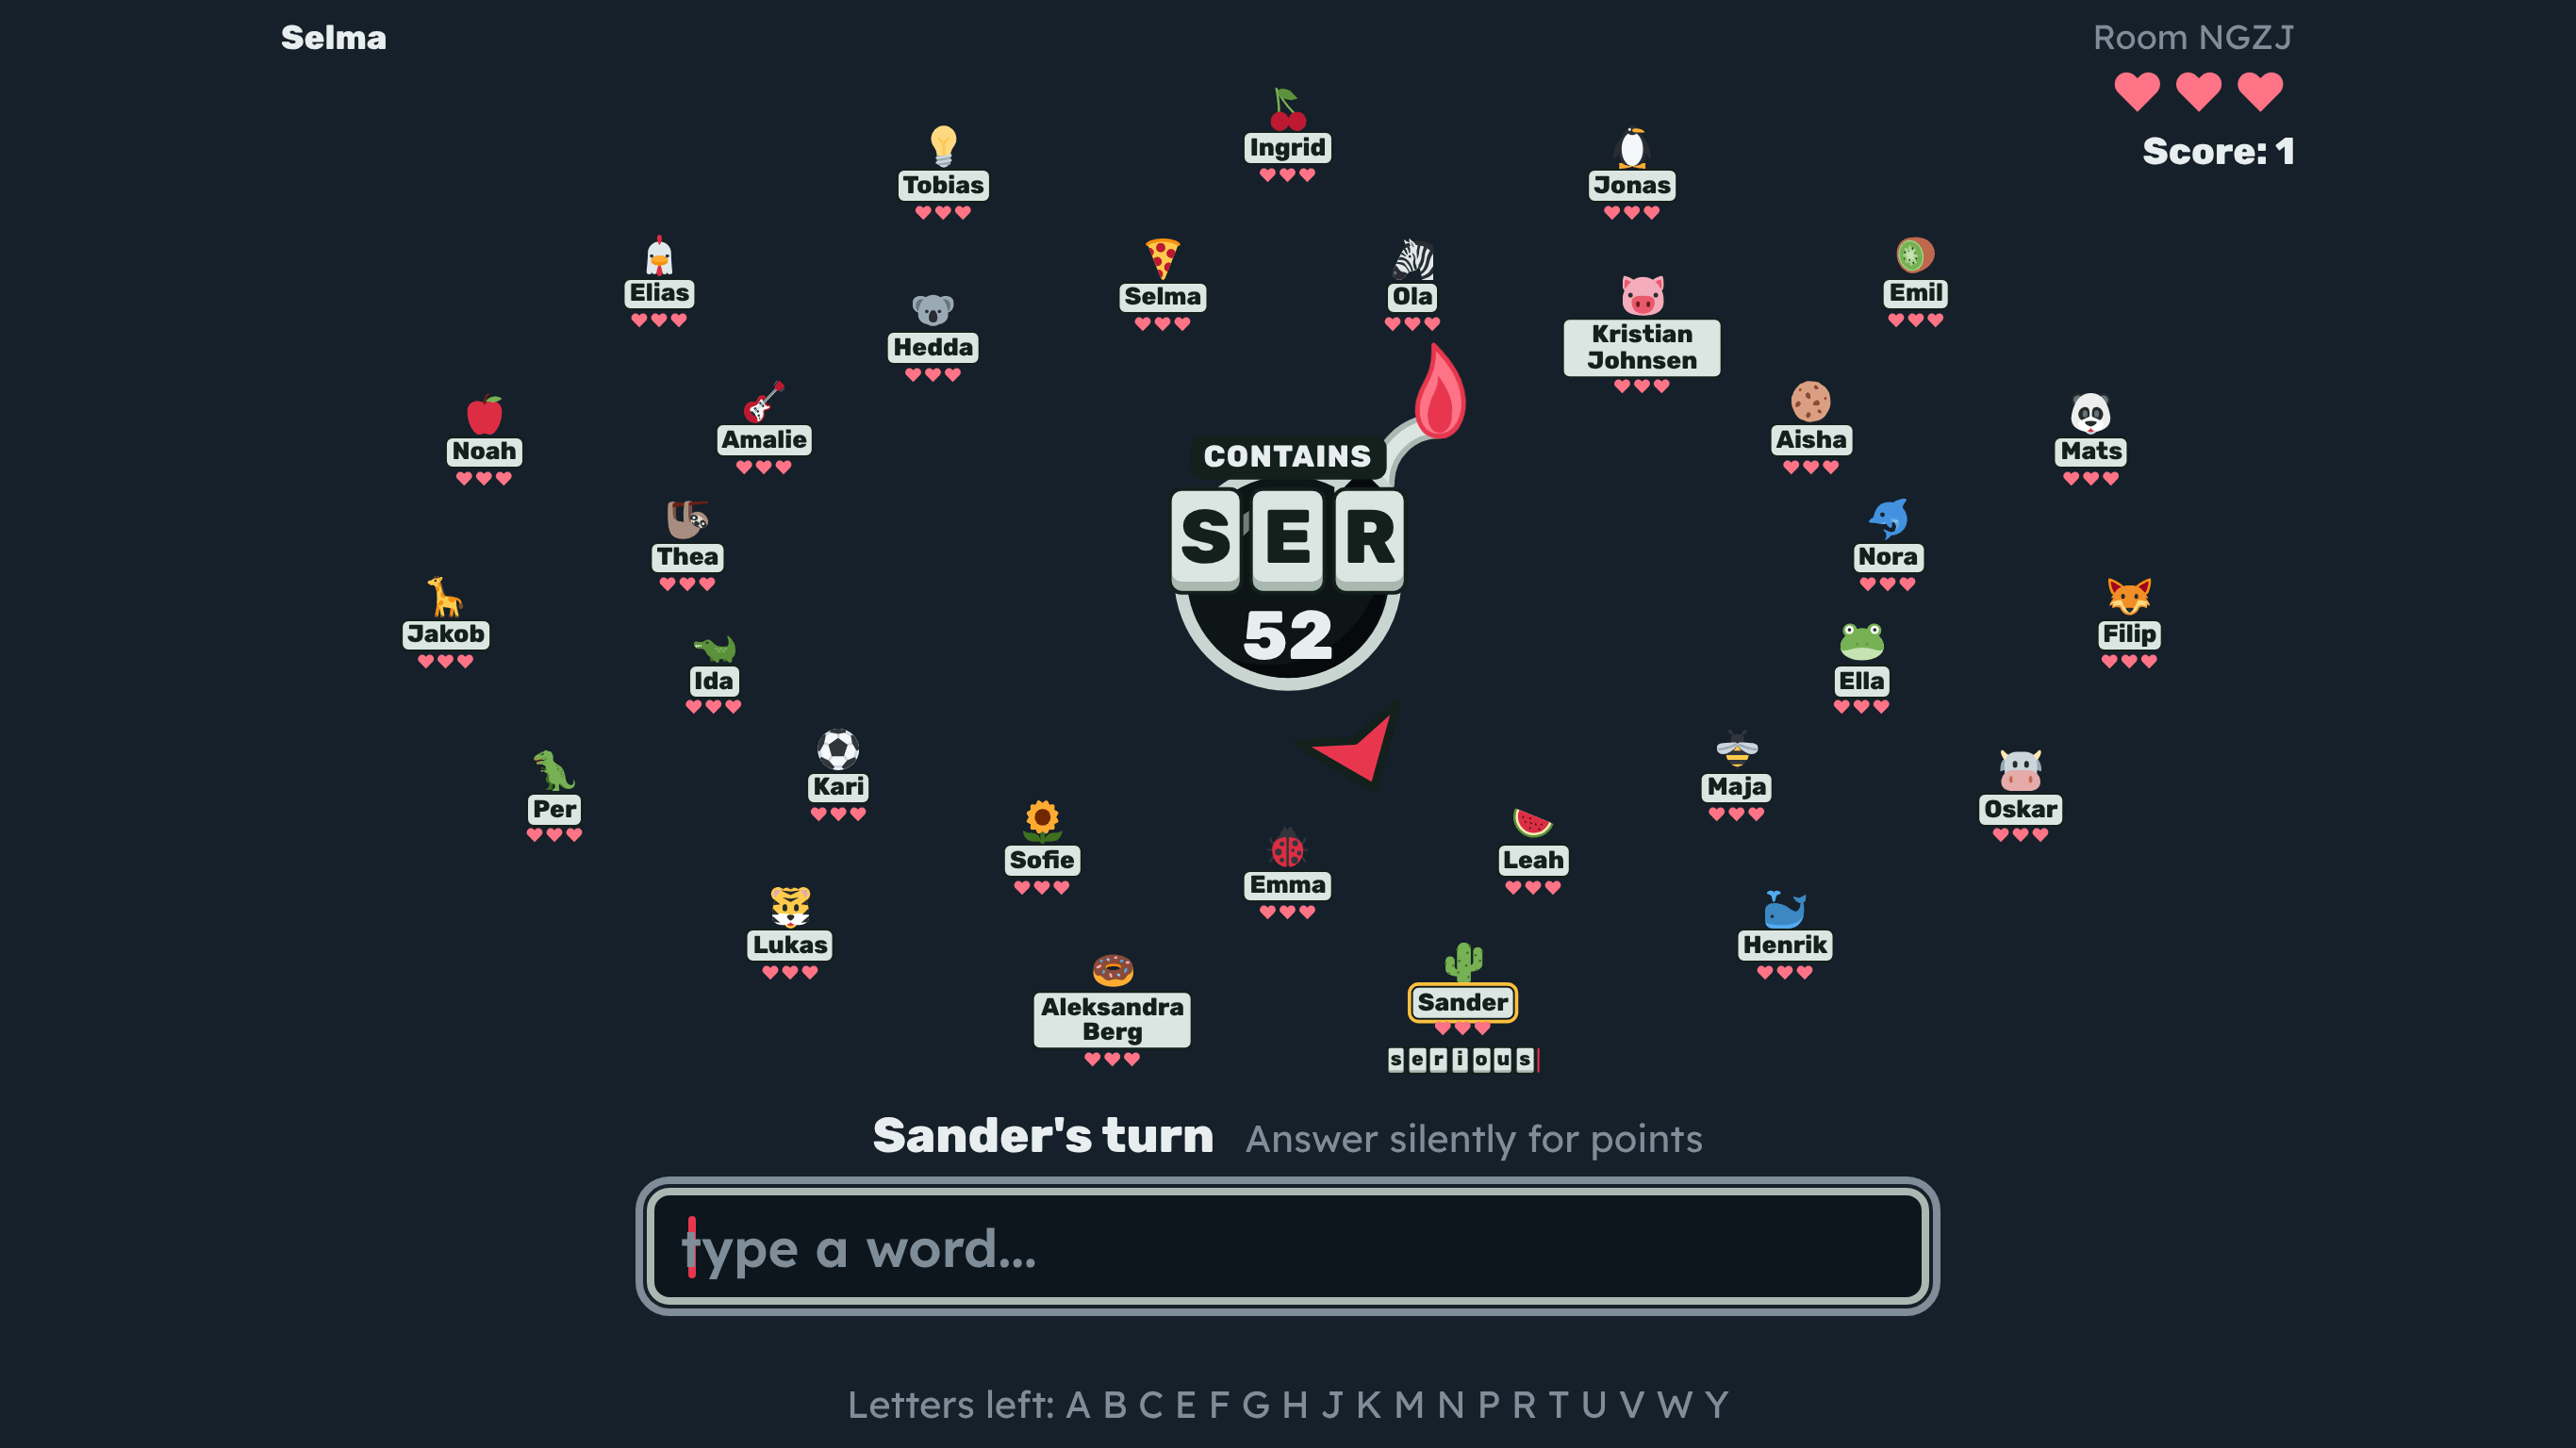 Selma
Room NGZJ
Score: 1
Ingrid
Tobias
Jonas
Elias
Selma
Ola
Emil
Hedda
Kristian
Johnsen
Noah
Amalie
Aisha
Mats
CONTAINS
SER
52
Thea
Nora
Jakob
Filip
Ida
Ella
Per
Kari
Maja
Oskar
Sofie
Emma
Leah
Lukas
Henrik
Aleksandra
Berg
Sander
serious
Sander's turn Answer silently for points
type a word...
Letters left: A B C E F G H J K M N P R T U V W Y